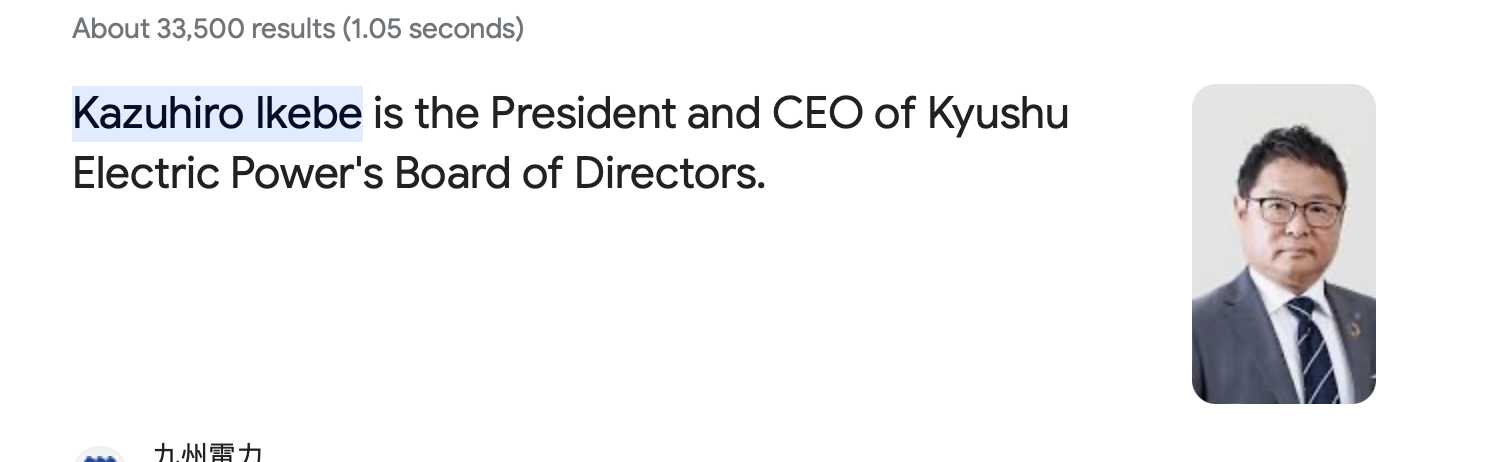 About 33,500 results (1.05 seconds)
Kazuhiro Ikebe is the President and CEO of Kyushu
Electric Power's Board of Directors.
九州電力